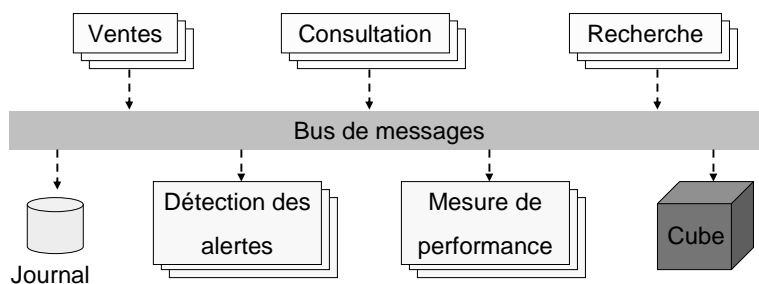 Ventes
Consultation
Recherche
Bus de messages
Détection des
alertes
Mesure de
performance
Cube
Journal